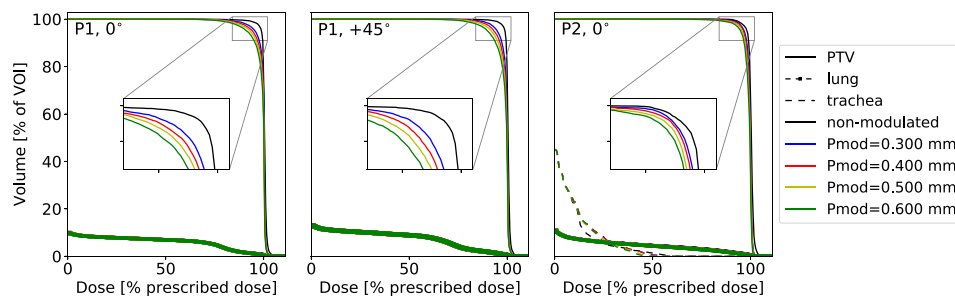 P1, 0°
P1, +45°
P2, 0°
Volume [% of VOI]
100
80
60
40
20
0
0
50
100
0
50
100
0
50
100
Dose [% prescribed dose]
Dose [% prescribed dose]
Dose [% prescribed dose]
PTV
lung
trachea
non-modulated
Pmod=0.300 mm
Pmod=0.400 mm
Pmod=0.500 mm
Pmod=0.600 mm